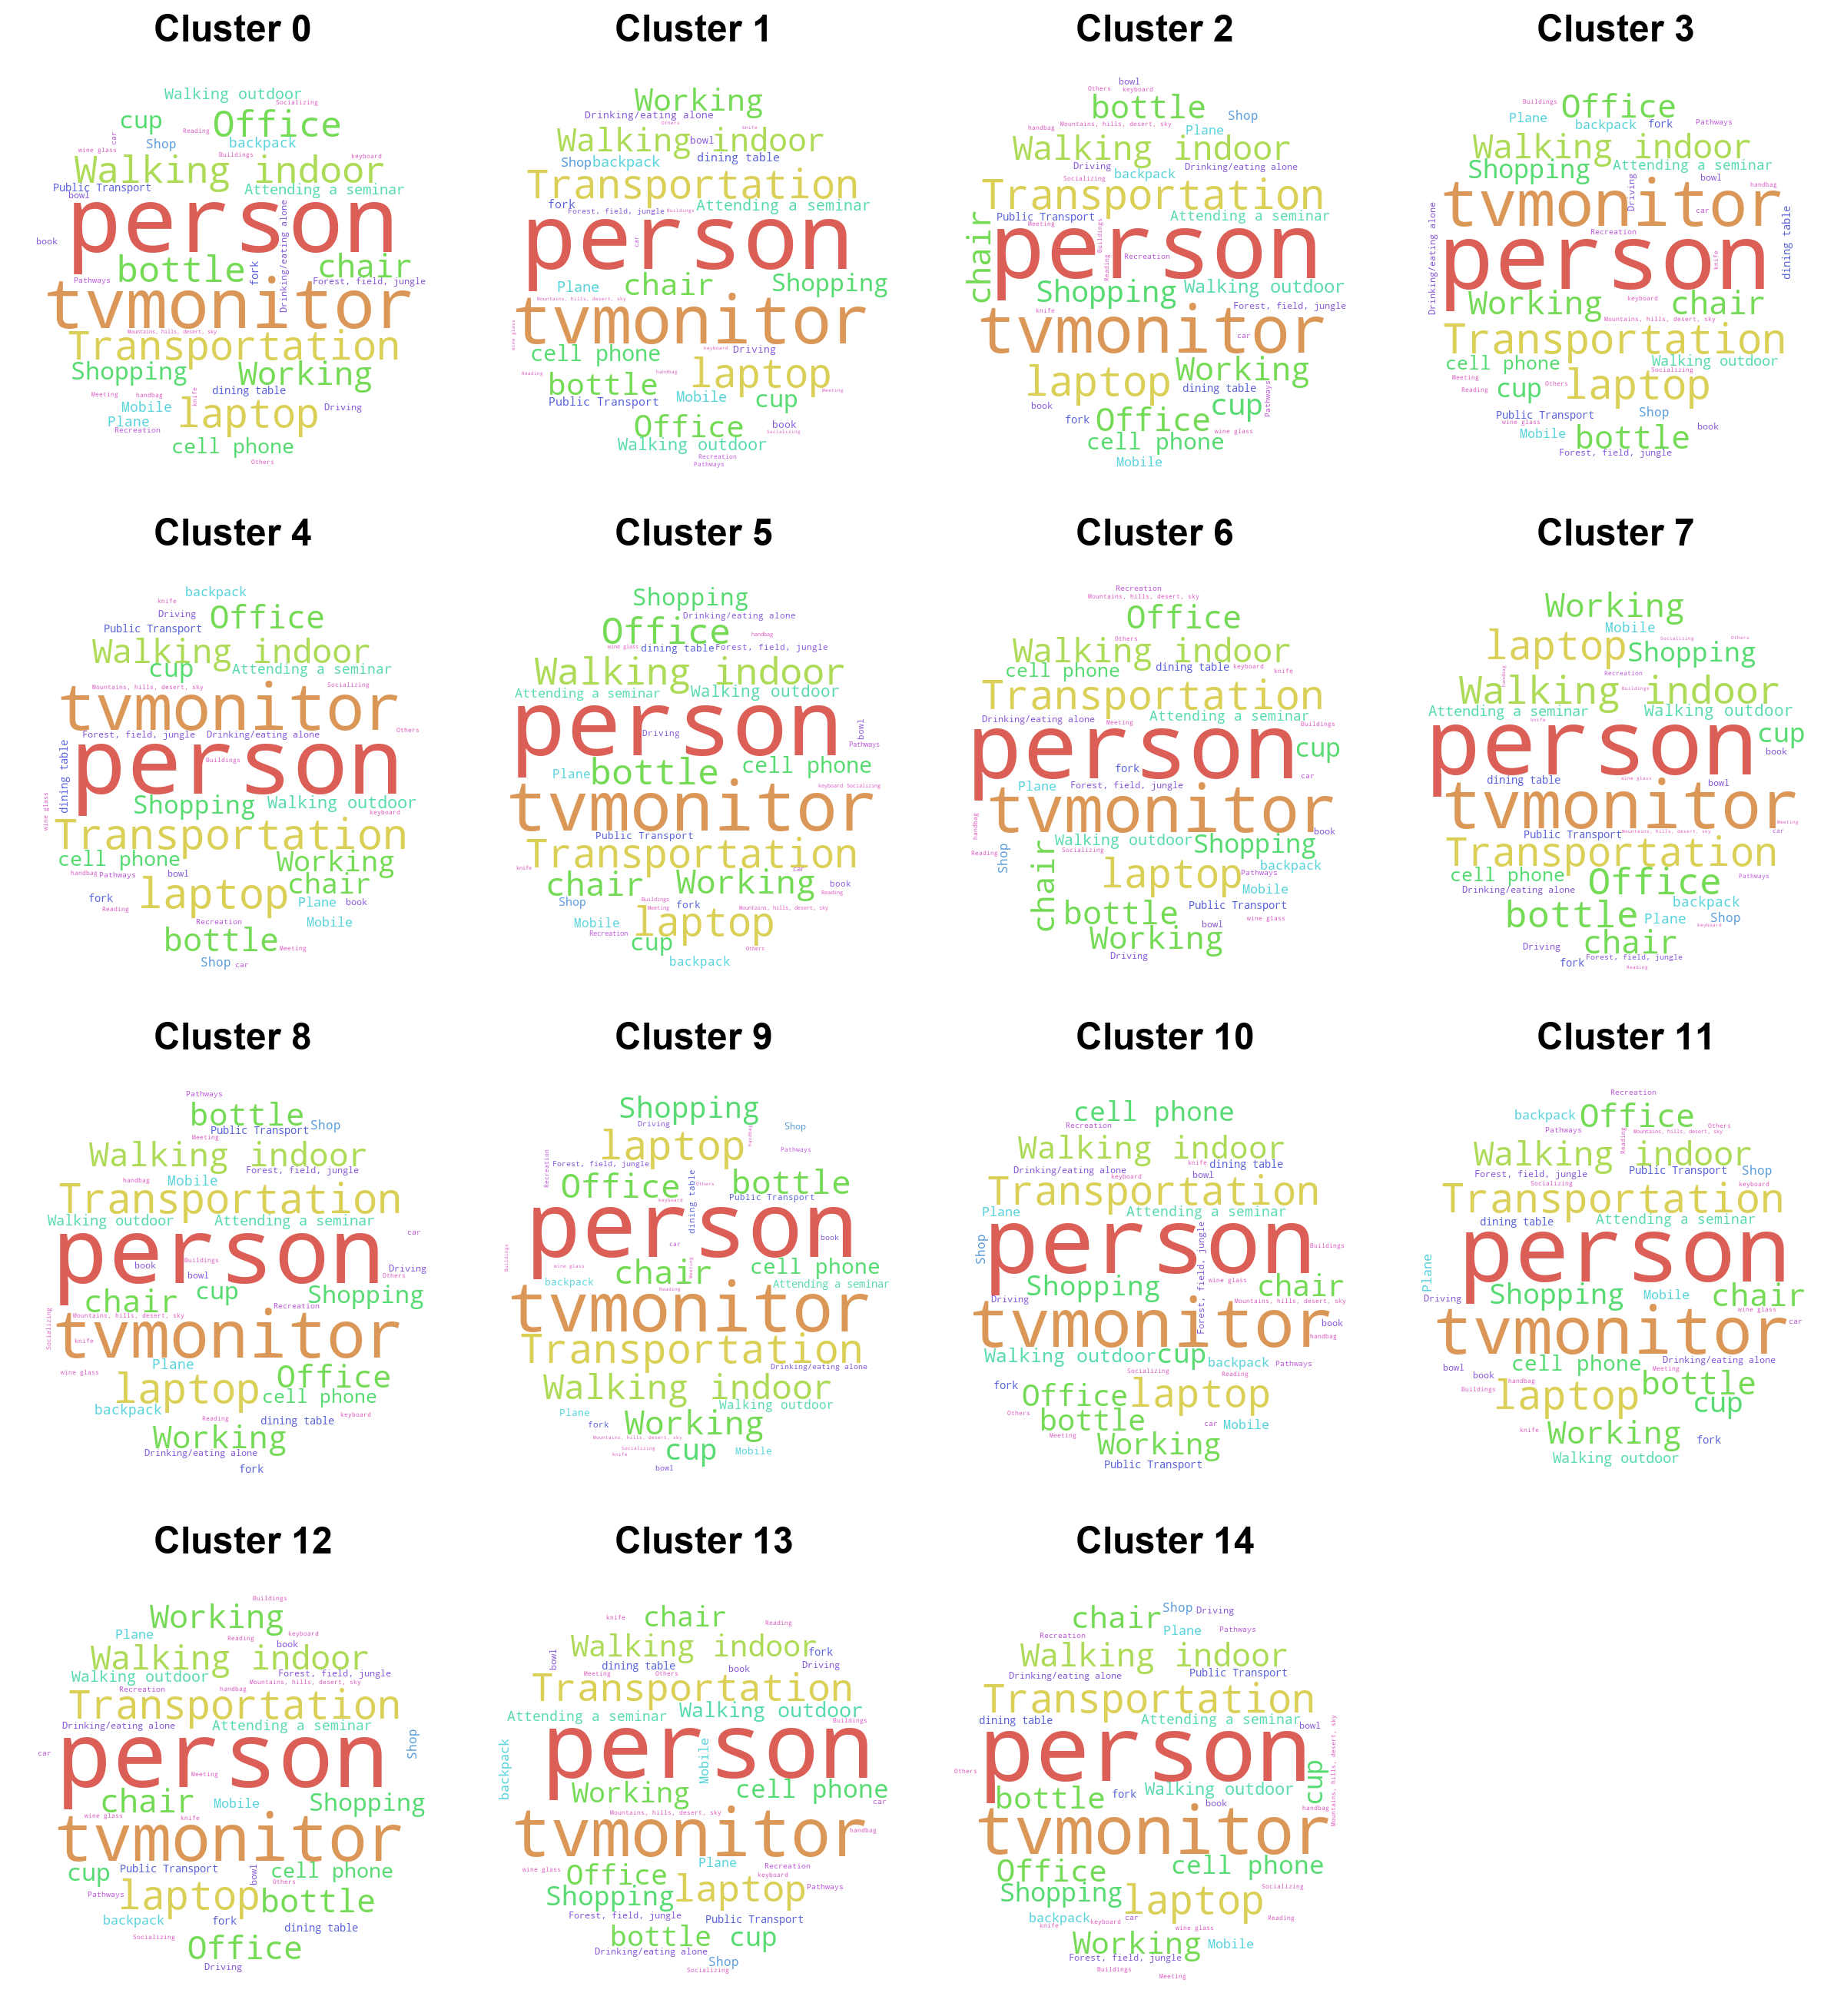 Cluster 0
Walking outdoor
Socializing
cup
Office
car
Reading
backpack
wine glass
Shop
Buildings
keyboard
Walking indoor
Public Transport
Attending a seminar
bowl
person
Drinking/eating alone
book
bottle
fork
chair
Pathways
Forest, field, jungle
tvmonitor
Mountains, hills, desert, sky
Transportation
Shopping
Working
Meeting
handbag
knife
dining table
Mobile
laptop
Driving
Plane
Recreation
cell phone
Others
Cluster 1
Working
Drinking/eating alone
Others
knife
Walking indoor
bowl
Shop
backpack
dining table
Transportation
fork
Forest, field, jungle
Buildings
Attending a seminar
person
car
Plane
chair
Shopping
Mountains, hills, desert, sky
tvmonitor
wine glass
cell phone
keyboard
Driving
Reading
handbag
laptop
bottle
Meeting
Public Transport
Mobile
cup
Office
book
Socializing
Walking outdoor
Recreation
Pathways
Cluster 2
bowl
Others
keyboard
bottle
Shop
handbag
Mountains, hills, desert, sky
Plane
Walking indoor
Driving
Drinking/eating alone
Socializing
backpack
Transportation
chair
Public Transport
Attending a seminar
Meeting
Buildings
person
Reading
Recreation
Shopping
Walking outdoor
knife
Forest, field, jungle
tvmonitor
car
laptop
Working
dining table
Pathways
book
fork
Office
cup
wine glass
cell phone
Mobile
Cluster 3
Buildings
Office
Plane
backpack
fork
Pathways
Walking indoor
Shopping
Attending a seminar
Driving
bowl
handbag
tvmonitor
car
Drinking/eating alone
Recreation
person
knife
dining table
Working
keyboard
chair
Mountains, hills, desert, sky
Transportation
cell phone
Walking outdoor
Meeting
Socializing
Reading
cup
Others
laptop
Public Transport
Shop
wine glass
Mobile
bottle
book
Forest, field, jungle
Cluster 4
backpack
knife
Driving
Office
Public Transport
Walking indoor
cup
Attending a seminar
Mountains, hills, desert, sky
Socializing
tvmonitor
Others
Forest, field, jungle
Drinking/eating alone
dining table
person
Buildings
wine glass
Shopping
Walking outdoor
keyboard
Transportation
cell phone
Working
handbag
Pathways
bowl
laptop
chair
fork
Plane
book
Reading
Recreation
Mobile
bottle
Meeting
Shop
car
Cluster 5
Shopping
Drinking/eating alone
Office
handbag
wine glass
dining table
Forest, field, jungle
Walking indoor
Attending a seminar
Walking outdoor
person
Driving
bowl
Pathways
Plane
bottle
cell phone
keyboard
Socializing
tvmonitor
Public Transport
Transportation
knife
car
chair
Working
book
Reading
Shop
Buildings
fork
Meeting
Mountains, hills, desert, sky
Mobile
laptop
Recreation
cup
Others
backpack
Cluster 6
Recreation
Mountains, hills, desert, sky
Office
Others
Walking indoor
cell phone
dining table
keyboard
knife
Transportation
Drinking/eating alone
Meeting
Attending a seminar
Buildings
person
cup
fork
car
Plane
Forest, field, jungle
handbag
tvmonitor
book
Walking outdoor
Shopping
Reading
Socializing
Shop
chair
backpack
laptop
Pathways
Mobile
bottle
Public Transport
wine glass
bowl
Working
Driving
Cluster 7
Working
Mobile
laptop
Socializing
Others
Shopping
handbag
Recreation
Walking indoor
Buildings
Attending a seminar
Walking outdoor
knife
person
cup
book
dining table
wine glass
bowl
tvmonitor
Meeting
Public Transport
Mountains, hills, desert, sky
car
Transportation
cell phone
Pathways
Drinking/eating alone
Office
backpack
bottle
Plane
Shop
keyboard
chair
Driving
Forest, field, jungle
fork
Reading
Cluster 8
Pathways
bottle
Public Transport
Shop
Meeting
Walking indoor
Forest, field, jungle
handbag
Mobile
Transportation
Walking outdoor
Attending a seminar
person
car
Buildings
book
bowl
Driving
Others
chair
cup
Shopping
Recreation
Mountains, hills, desert, sky
Socializing
tvmonitor
knife
Plane
wine glass
Office
laptop
cell phone
backpack
Reading
dining table
keyboard
Working
Drinking/eating alone
fork
Cluster 9
Shopping
Driving
handbag
Shop
laptop
Pathways
Recreation
Forest, field, jungle
Office
dining table
Others
bottle
keyboard
Public Transport
person
car
book
Buildings
wine glass
Meeting
chair
cell phone
backpack
Reading
Attending a seminar
tvmonitor
Transportation
Drinking/eating alone
Walking indoor
Plane
Walking outdoor
fork
Working
Mountains, hills, desert, sky
Socializing
knife
cup
Mobile
bowl
Cluster 10
cell phone
Recreation
Walking indoor
knife
dining table
Drinking/eating alone
keyboard
bowl
Transportation
Plane
Attending a seminar
Shop
person
Forest, field, jungle
Buildings
Shopping
wine glass
chair
Driving
Mountains, hills, desert, sky
tvmonitor
book
handbag
Walking outdoor
cup
backpack
Pathways
Socializing
Reading
fork
Office
laptop
Others
bottle
car
Mobile
Meeting
Working
Public Transport
Cluster 11
Recreation
backpack
Office
Others
Pathways
Reading
Mountains, hills, desert, sky
Walking indoor
Forest, field, jungle
Public Transport
Shop
Socializing
keyboard
Transportation
dining table
Attending a seminar
person
Plane
Driving
Shopping
Mobile
chair
wine glass
tvmonitor
car
bowl
cell phone
Drinking/eating alone
book
Meeting
handbag
Buildings
laptop
bottle
cup
knife
Working
fork
Walking outdoor
Cluster 12
Buildings
Working
Plane
Reading
keyboard
book
Walking indoor
Walking outdoor
Forest, field, jungle
Recreation
handbag
Mountains, hills, desert, sky
Transportation
Drinking/eating alone
Attending a seminar
car
person
Shop
Meeting
chair
Mobile
Shopping
wine glass
knife
tvmonitor
cup
Public Transport
bowl
cell phone
Others
Pathways
laptop
bottle
backpack
fork
dining table
Socializing
Office
Driving
Cluster 13
knife
chair
Reading
Walking indoor
fork
bowl
dining table
book
Driving
Meeting
Others
Transportation
Attending a seminar
Walking outdoor
Buildings
person
backpack
Mobile
Working
cell phone
car
Mountains, hills, desert, sky
tvmonitor
handbag
wine glass
Office
Plane
Recreation
keyboard
Shopping
laptop
Pathways
Forest, field, jungle
Public Transport
bottle
cup
Drinking/eating alone
Shop
Socializing
Cluster 14
chair
Shop
Driving
Recreation
Plane
Pathways
Walking indoor
Drinking/eating alone
Public Transport
Transportation
dining table
Attending a seminar
bowl
person
Others
Mountains, hills, desert, sky
cup
bottle
fork
Walking outdoor
book
handbag
tvmonitor
Office
cell phone
Shopping
Socializing
laptop
backpack
knife
keyboard
car
Reading
wine glass
Working
Mobile
Forest, field, jungle
Buildings
Meeting